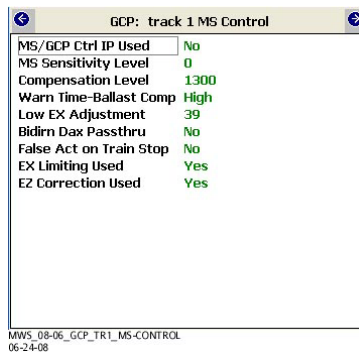 GCP: track 1 MS Control
MS/GCP Ctrl IP Used No
MS Sensitivity Level 0
Compensation Level 1300
Warn Time-Ballast Comp High
Low EX Adjustment 39
Bidirn Dax Passthru No
False Act on Train Stop No
EX Limiting Used Yes
EZ Correction Used Yes
MWS_08-06_GCP_TR1_MS-CONTROL
06-24-08